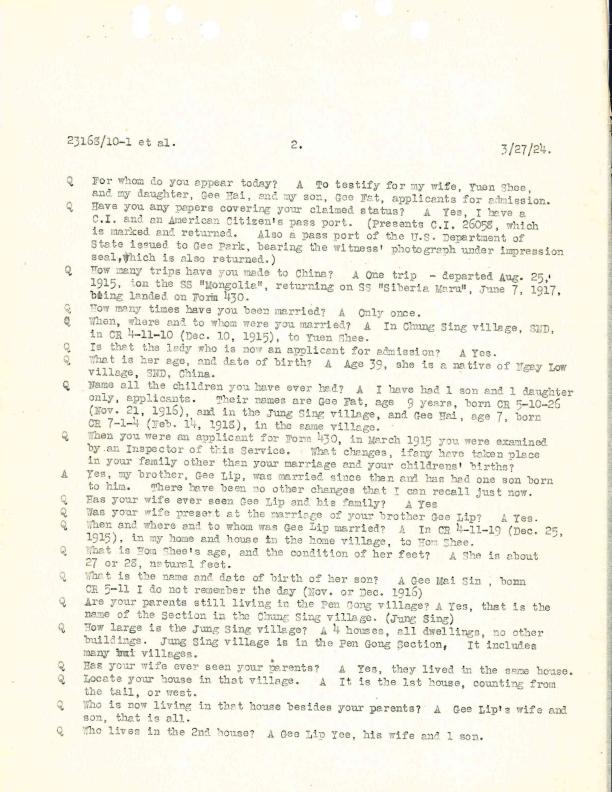 23163/10-1 et al. 2. 3/27/24.
Q For whom do you appear today? A To testify for my wife, Yuen Shee,
and my daughter, Gee Hai, and my son, Gee Fat, applicants for admission.
Q Have you any papers covering your claimed status? A Yes, I have a
C.I. and an American Citizen's pass port. (Presents C.I. 26058, which
is marked and returned. Also a pass port of the U.S. Department of
State issued to Gee Park, bearing the witness' photograph under impression
seal, which is also returned.)
Q How many trips have you made to China? A One trip - departed Aug. 25,'
1915, ion the SS "Mongolia", returning on SS "Siberia Maru", June 7, 1917,
being landed on Form 430.
Q How many times have you been married? A Only once.
Q When, where and to whom were you married? A In Chung Sing village, SND,
in CR 4-11-10 (Dec. 10, 1915), to Yuen Shee.
Q Is that the lady who is now an applicant for admission? A Yes.
Q What is her age, and date of birth? A Age 39, she is a native of Ngay Low
village, SND, China.
Q Name all the children you have ever had? A I have had 1 son and 1 daughter
only, applicants. Their names are Gee Fat, age 9 years, born CR 5-10-26
(Nov. 21, 1916), and in the Jung Sing village, and Gee Hai, age 7, born
CR 7-1-4 (Feb. 14, 1918), in the same village.
Q When you were an applicant for Form 430, in March 1915 you were examined
by an Inspector of this Service. What changes, ifany have taken place
in your family other than your marriage and your childrens' births?
A Yes, my brother, Gee Lip, was married since then and has had one son born
to him. There have been no other changes that I can recall just now.
Q Has your wife ever seen Gee Lip and his family? A Yes
Q Was your wife present at the marriage of your brother Gee Lip? A Yes.
Q When and where and to whom was Gee Lip married? A In CR 4-11-19 (Dec. 25,
1915), in my home and house in the home village, to Hom Shee.
Q What is Hom Shee's age, and the condition of her feet? A She is about
27 or 28, natural feet.
Q What is the name and date of birth of her son? A Gee Mai Sin , born
CR 5-11 I do not remember the day (Nov. or Dec. 1916)
Q Are your parents still living in the Pen Gong village? A Yes, that is the
name of the Section in the Chung Sing village. (Jung Sing)
Q How large is the Jung Sing village? A 4 houses, all dwellings, no other
buildings. Jung Sing village is in the Pen Gong Section, It includes
many villages.
Q Has your wife ever seen your parents? A Yes, they lived in the same house.
Q Locate your house in that village. A It is the 1st house, counting from
the tail, or west.
Q Who is now living in that house besides your parents? A Gee Lip's wife and
son, that is all.
Q Who lives in the 2nd house? A Gee Lip Yee, his wife and 1 son.